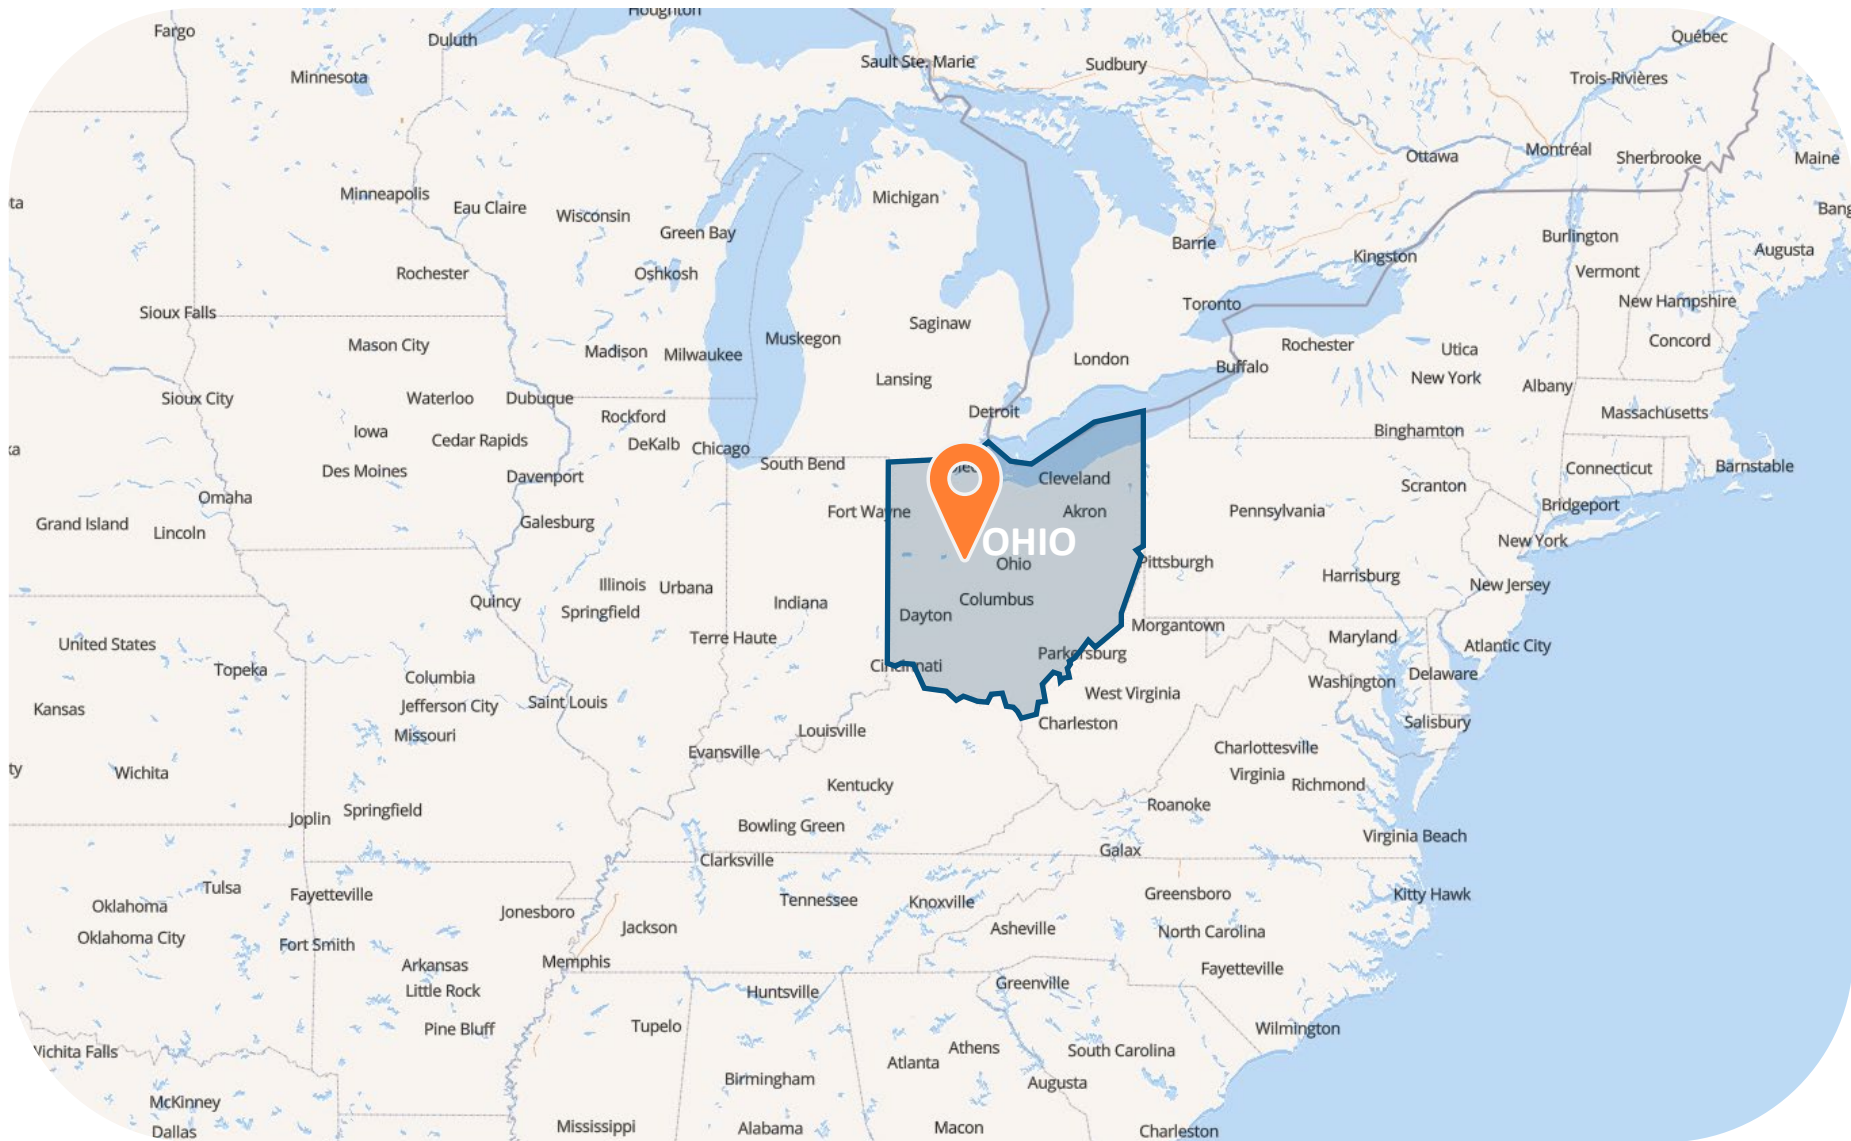 Houghton
Fargo
Duluth
Québec
Sault Ste. Marie
Sudbury
Minnesota
Trois-Rivières
Montréal
Ottawa
Sherbrooke
Maine
Minneapolis
Michigan
Eau Claire
Wisconsin
ta
Bang
Green Bay
Barrie
Burlington
Augusta
Kingston
Rochester
Oshkosh
Vermont
New Hampshire
Toronto
Sioux Falls
Saginaw
Muskegon
Concord
Mason City
Rochester
Utica
Madison
Milwaukee
London
Buffalo
New York
Lansing
Albany
Sioux City
Waterloo
Dubuque
Detroit
Massachusetts
Rockford
Iowa
Cedar Rapids
Binghamton
DeKalb
Chicago
xa
South Bend
Connecticut
Barnstable
Des Moines
Davenport
Cleveland
Scranton
Omaha
Bridgeport
Fort Wayne
Akron
Pennsylvania
Grand Island
Lincoln
Galesburg
OHIO
New York
Ohio
Pittsburgh
Harrisburg
New Jersey
Illinois
Urbana
Quincy
Indiana
Columbus
Springfield
Dayton
Morgantown
Terre Haute
Maryland
United States
Atlantic City
Parkersburg
Topeka
Cincinnati
Columbia
Delaware
Washington
West Virginia
Kansas
Jefferson City
Saint Louis
Charleston
Salisbury
Missouri
Louisville
Evansville
Charlottesville
ty
Wichita
Virginia
Kentucky
Richmond
Roanoke
Springfield
Joplin
Bowling Green
Virginia Beach
Galax
Clarksville
Tulsa
Fayetteville
Greensboro
Kitty Hawk
Oklahoma
Tennessee
Knoxville
Jonesboro
Jackson
Asheville
North Carolina
Oklahoma City
Fort Smith
Memphis
Arkansas
Fayetteville
Greenville
Little Rock
Huntsville
Pine Bluff
Tupelo
Wilmington
Athens
South Carolina
Wichita Falls
Atlanta
Birmingham
Augusta
McKinney
Mississippi
Alabama
Macon
Charleston
Dallas